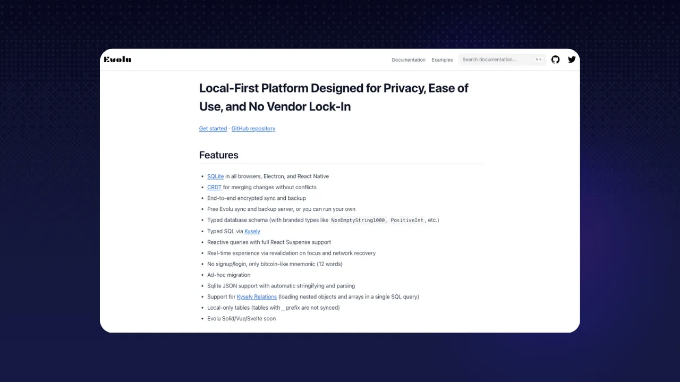 Evolu
Documentation Examples Search documentation...
Local-First Platform Designed for Privacy, Ease of
Use, and No Vendor Lock-In
Get started · GitHub repository
Features
• SQLite in all browsers, Electron, and React Native
• CRDT for merging changes without conflicts
• End-to-end encrypted sync and backup
• Free Evolu sync and backup server, or you can run your own
• Typed database schema (with branded types like NonEmptyString1000, PositiveInt, etc.)
• Typed SQL via Kysely
• Reactive queries with full React Suspense support
• Real-time experience via revalidation on focus and network recovery
• No signup/login, only bitcoin-like mnemonic (12 words)
• Ad-hoc migration
• Sqlite JSON support with automatic stringifying and parsing
• Support for Kysely Relations (loading nested objects and arrays in a single SQL query)
• Local-only tables (tables with _ prefix are not synced)
• Evolu Solid/Vue/Svelte soon